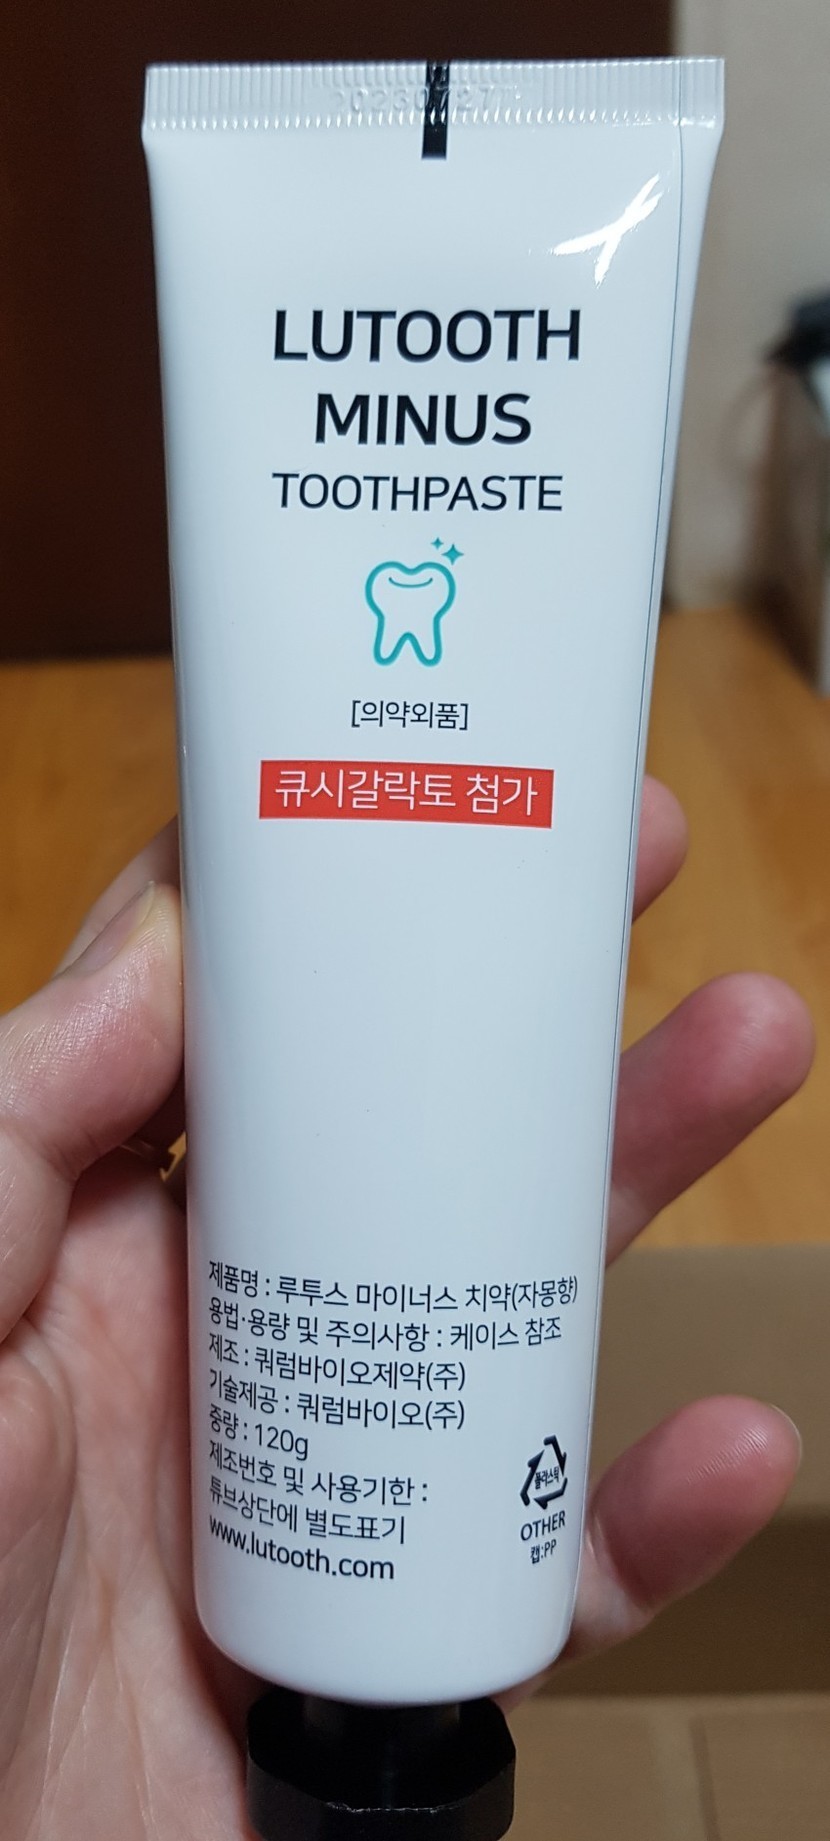 20230727
LUTOOTH
MINUS
TOOTHPASTE
[의약외품]
큐시갈락토 첨가
제품명 : 루투스 마이너스 치약(자몽향)
용법·용량 및 주의사항 : 케이스 참조
제조 : 쿼럼바이오제약(주)
기술제공 : 쿼럼바이오(주)
중량 : 120g
제조번호 및 사용기한 :
튜브상단에 별도표기
www.lutooth.com
플라스틱
OTHER
캡:PP